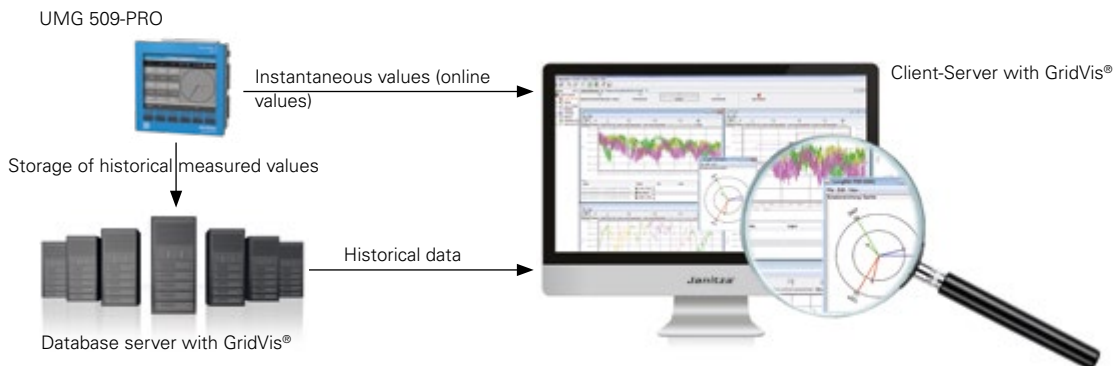 UMG 509-PRO
Instantaneous values (online
values)
Client-Server with GridVis®
Storage of historical measured values
Historical data
Janitza®
Database server with GridVis®